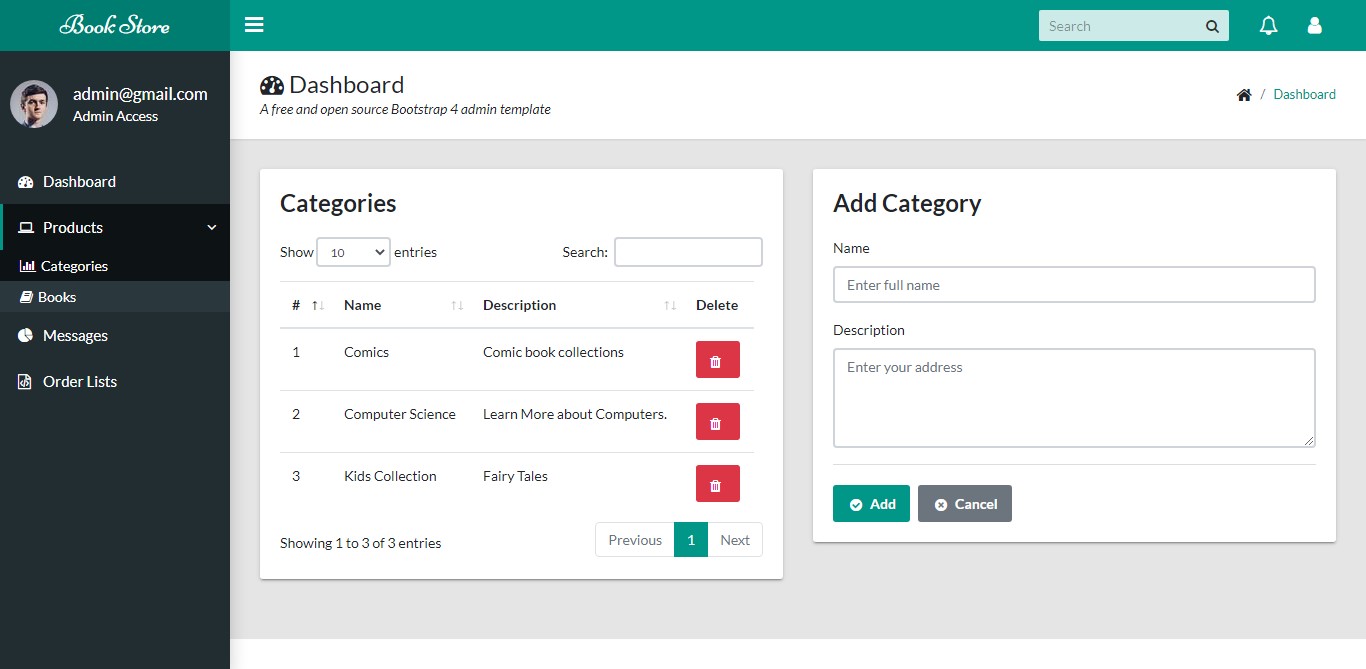 Book Store
Search
admin@gmail.com
Admin Access
Dashboard
Products
Categories
Books
Messages
Order Lists
Dashboard
A free and open source Bootstrap 4 admin template
/ Dashboard
Categories
Show 10 entries Search:
# Name Description Delete
1 Comics Comic book collections
2 Computer Science Learn More about Computers.
3 Kids Collection Fairy Tales
Showing 1 to 3 of 3 entries
Previous 1 Next
Add Category
Name
Enter full name
Description
Enter your address
Add Cancel